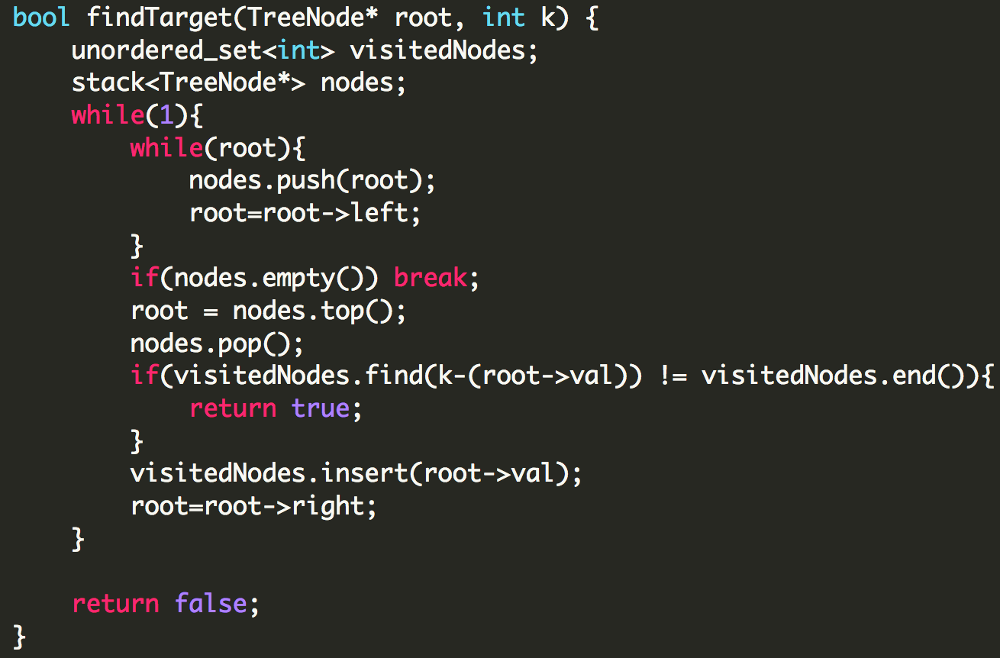 bool findTarget(TreeNode* root, int k) {
    unordered_set<int> visitedNodes;
    stack<TreeNode*> nodes;
    while(1){
        while(root){
            nodes.push(root);
            root=root->left;
        }
        if(nodes.empty()) break;
        root = nodes.top();
        nodes.pop();
        if(visitedNodes.find(k-(root->val)) != visitedNodes.end()){
            return true;
        }
        visitedNodes.insert(root->val);
        root=root->right;
    }

    return false;
}